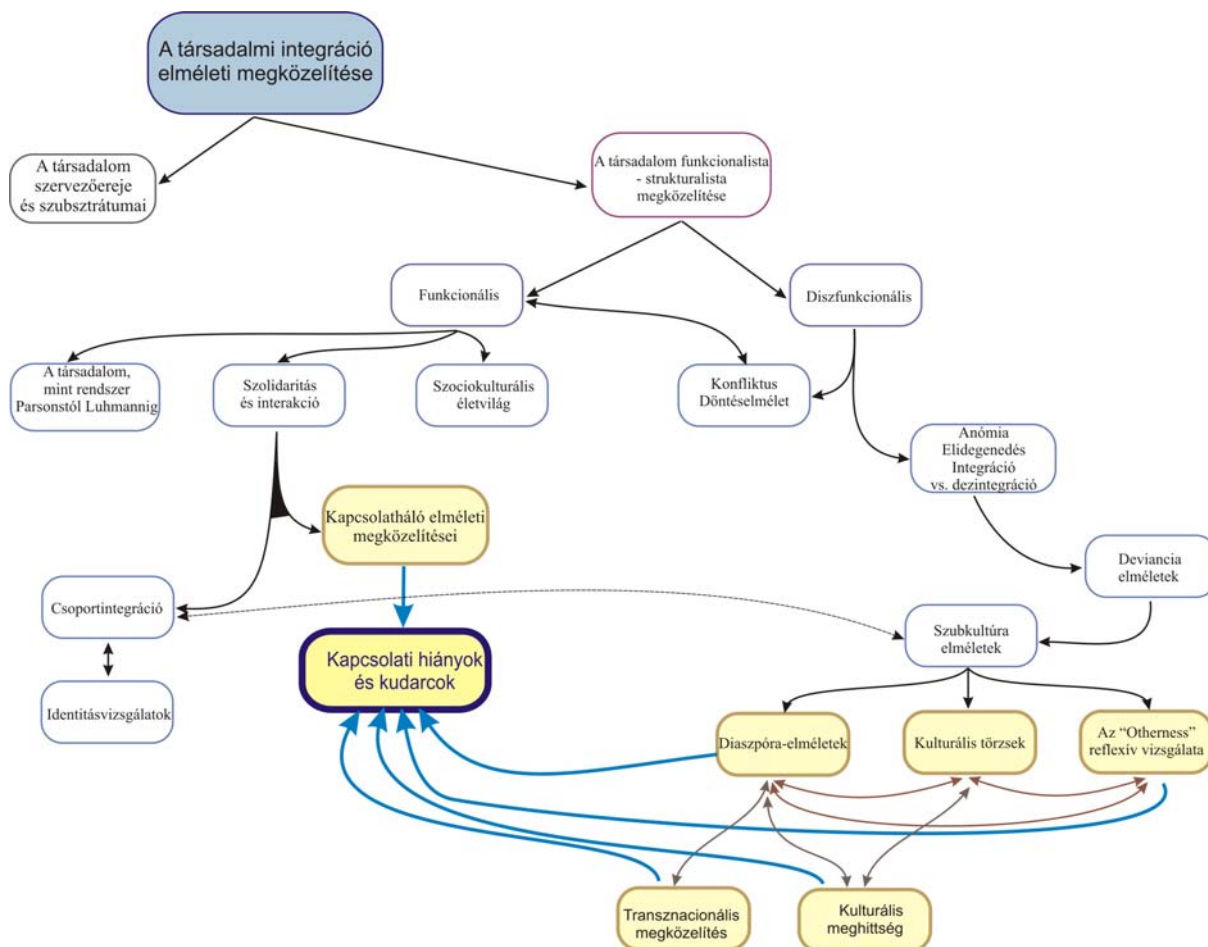 A társadalmi integráció
elméleti megközelítése
A társadalom
szervezőereje
és szubsztrátumai
A társadalom funkcionalista
- strukturalista
megközelítése
Funkcionális
Diszfunkcionális
A társadalom,
mint rendszer
Parsonstól Luhmannig
Szolidaritás
és interakció
Szociokulturális
életvilág
Konfliktus
Döntéselmélet
Anómia
Elidegenedés
Integráció
vs. dezintegráció
Kapcsolatháló elméleti
megközelítései
Deviancia
elméletek
Csoportintegráció
Szubkultúra
elméletek
Kapcsolati hiányok
és kudarcok
Identitásvizsgálatok
Diaszpóra-elméletek
Kulturális törzsek
Az “Otherness”
reflexív vizsgálata
Transznacionális
megközelítés
Kulturális
meghittség